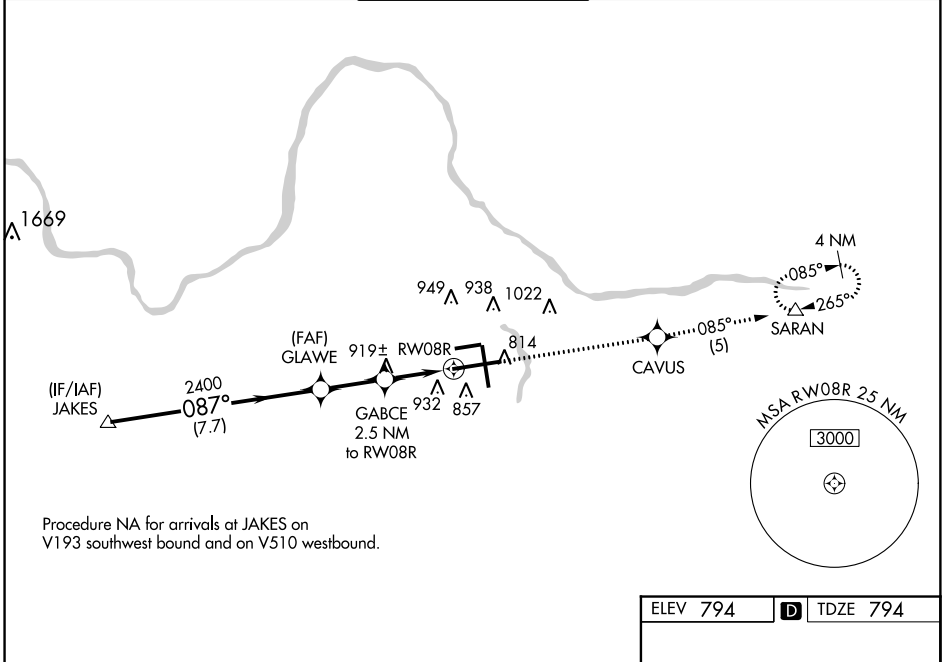 1669
4 NM
085°
265°
SARAN
949 938 1022
085°
(5)
CAVUS
(FAF)
GLAWE
919± RW08R
814
(IF/IAF)
JAKES
2400
087°
(7.7)
932 857
GABCE
2.5 NM
to RW08R
MSA RW08R 25 NM
3000
Procedure NA for arrivals at JAKES on
V193 southwest bound and on V510 westbound.
ELEV 794 D TDZE 794